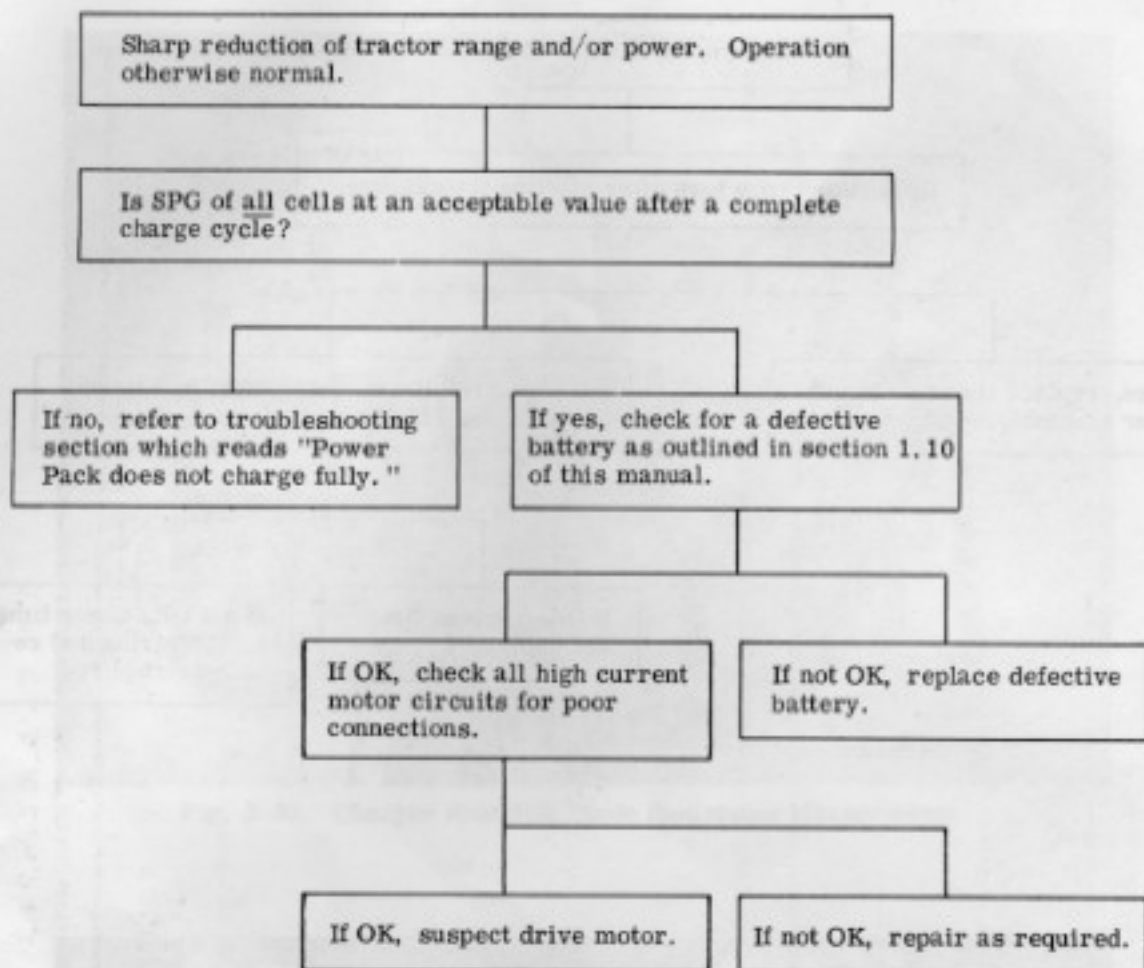 Sharp reduction of tractor range and/or power. Operation
otherwise normal.
Is SPG of all cells at an acceptable value after a complete
charge cycle?
If no, refer to troubleshooting
section which reads "Power
Pack does not charge fully."
If yes, check for a defective
battery as outlined in section 1.10
of this manual.
If OK, check all high current
motor circuits for poor
connections.
If not OK, replace defective
battery.
If OK, suspect drive motor.
If not OK, repair as required.